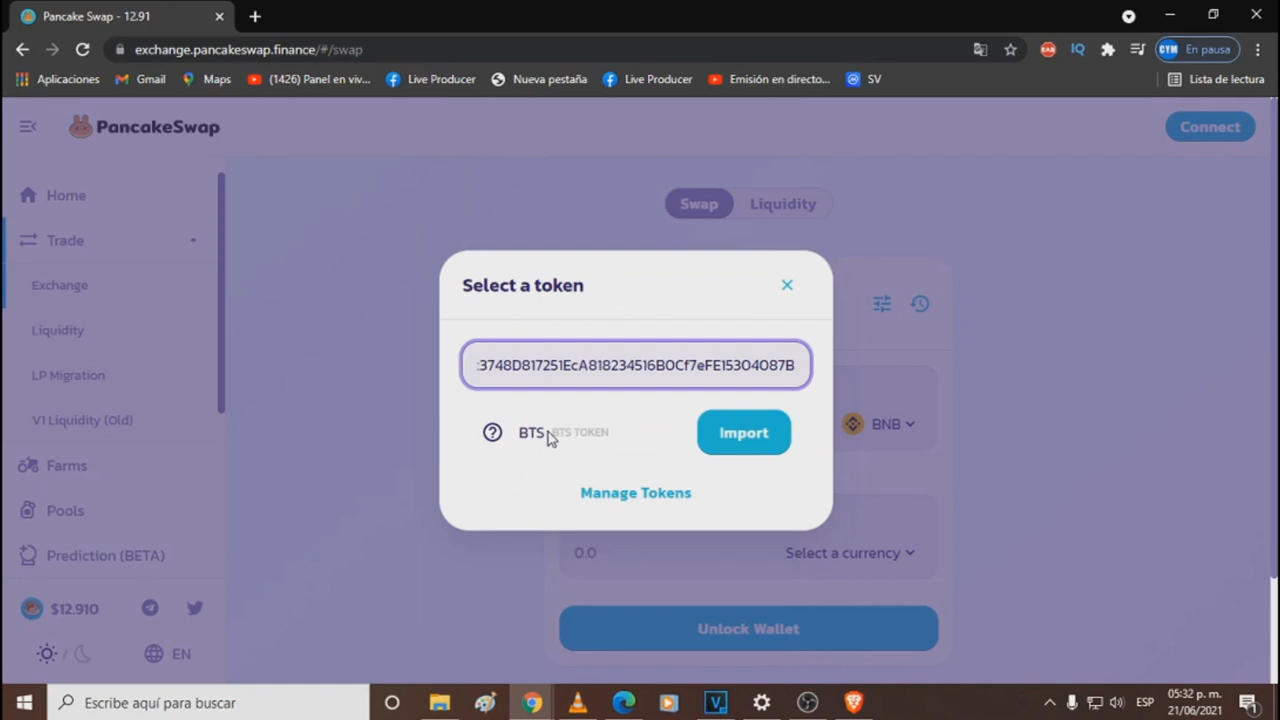 Pancake Swap - 12.91
exchange.pancakeswap.finance/#/swap
CYM En pausa
Aplicaciones Gmail Maps (1426) Panel en viv... Live Producer Nueva pestaña Live Producer Emisión en directo... SV Lista de lectura
PancakeSwap
Connect
Home
Trade
Exchange
Liquidity
LP Migration
V1 Liquidity (Old)
Farms
Pools
Prediction (BETA)
$12.910
EN
Swap Liquidity
Select a token
:3748D817251EcA818234516B0Cf7eFE15304087B
BTS BTS TOKEN
Import
Manage Tokens
BNB
0.0 Select a currency
Unlock Wallet
Escribe aquí para buscar
ESP
05:32 p. m.
21/06/2021
1